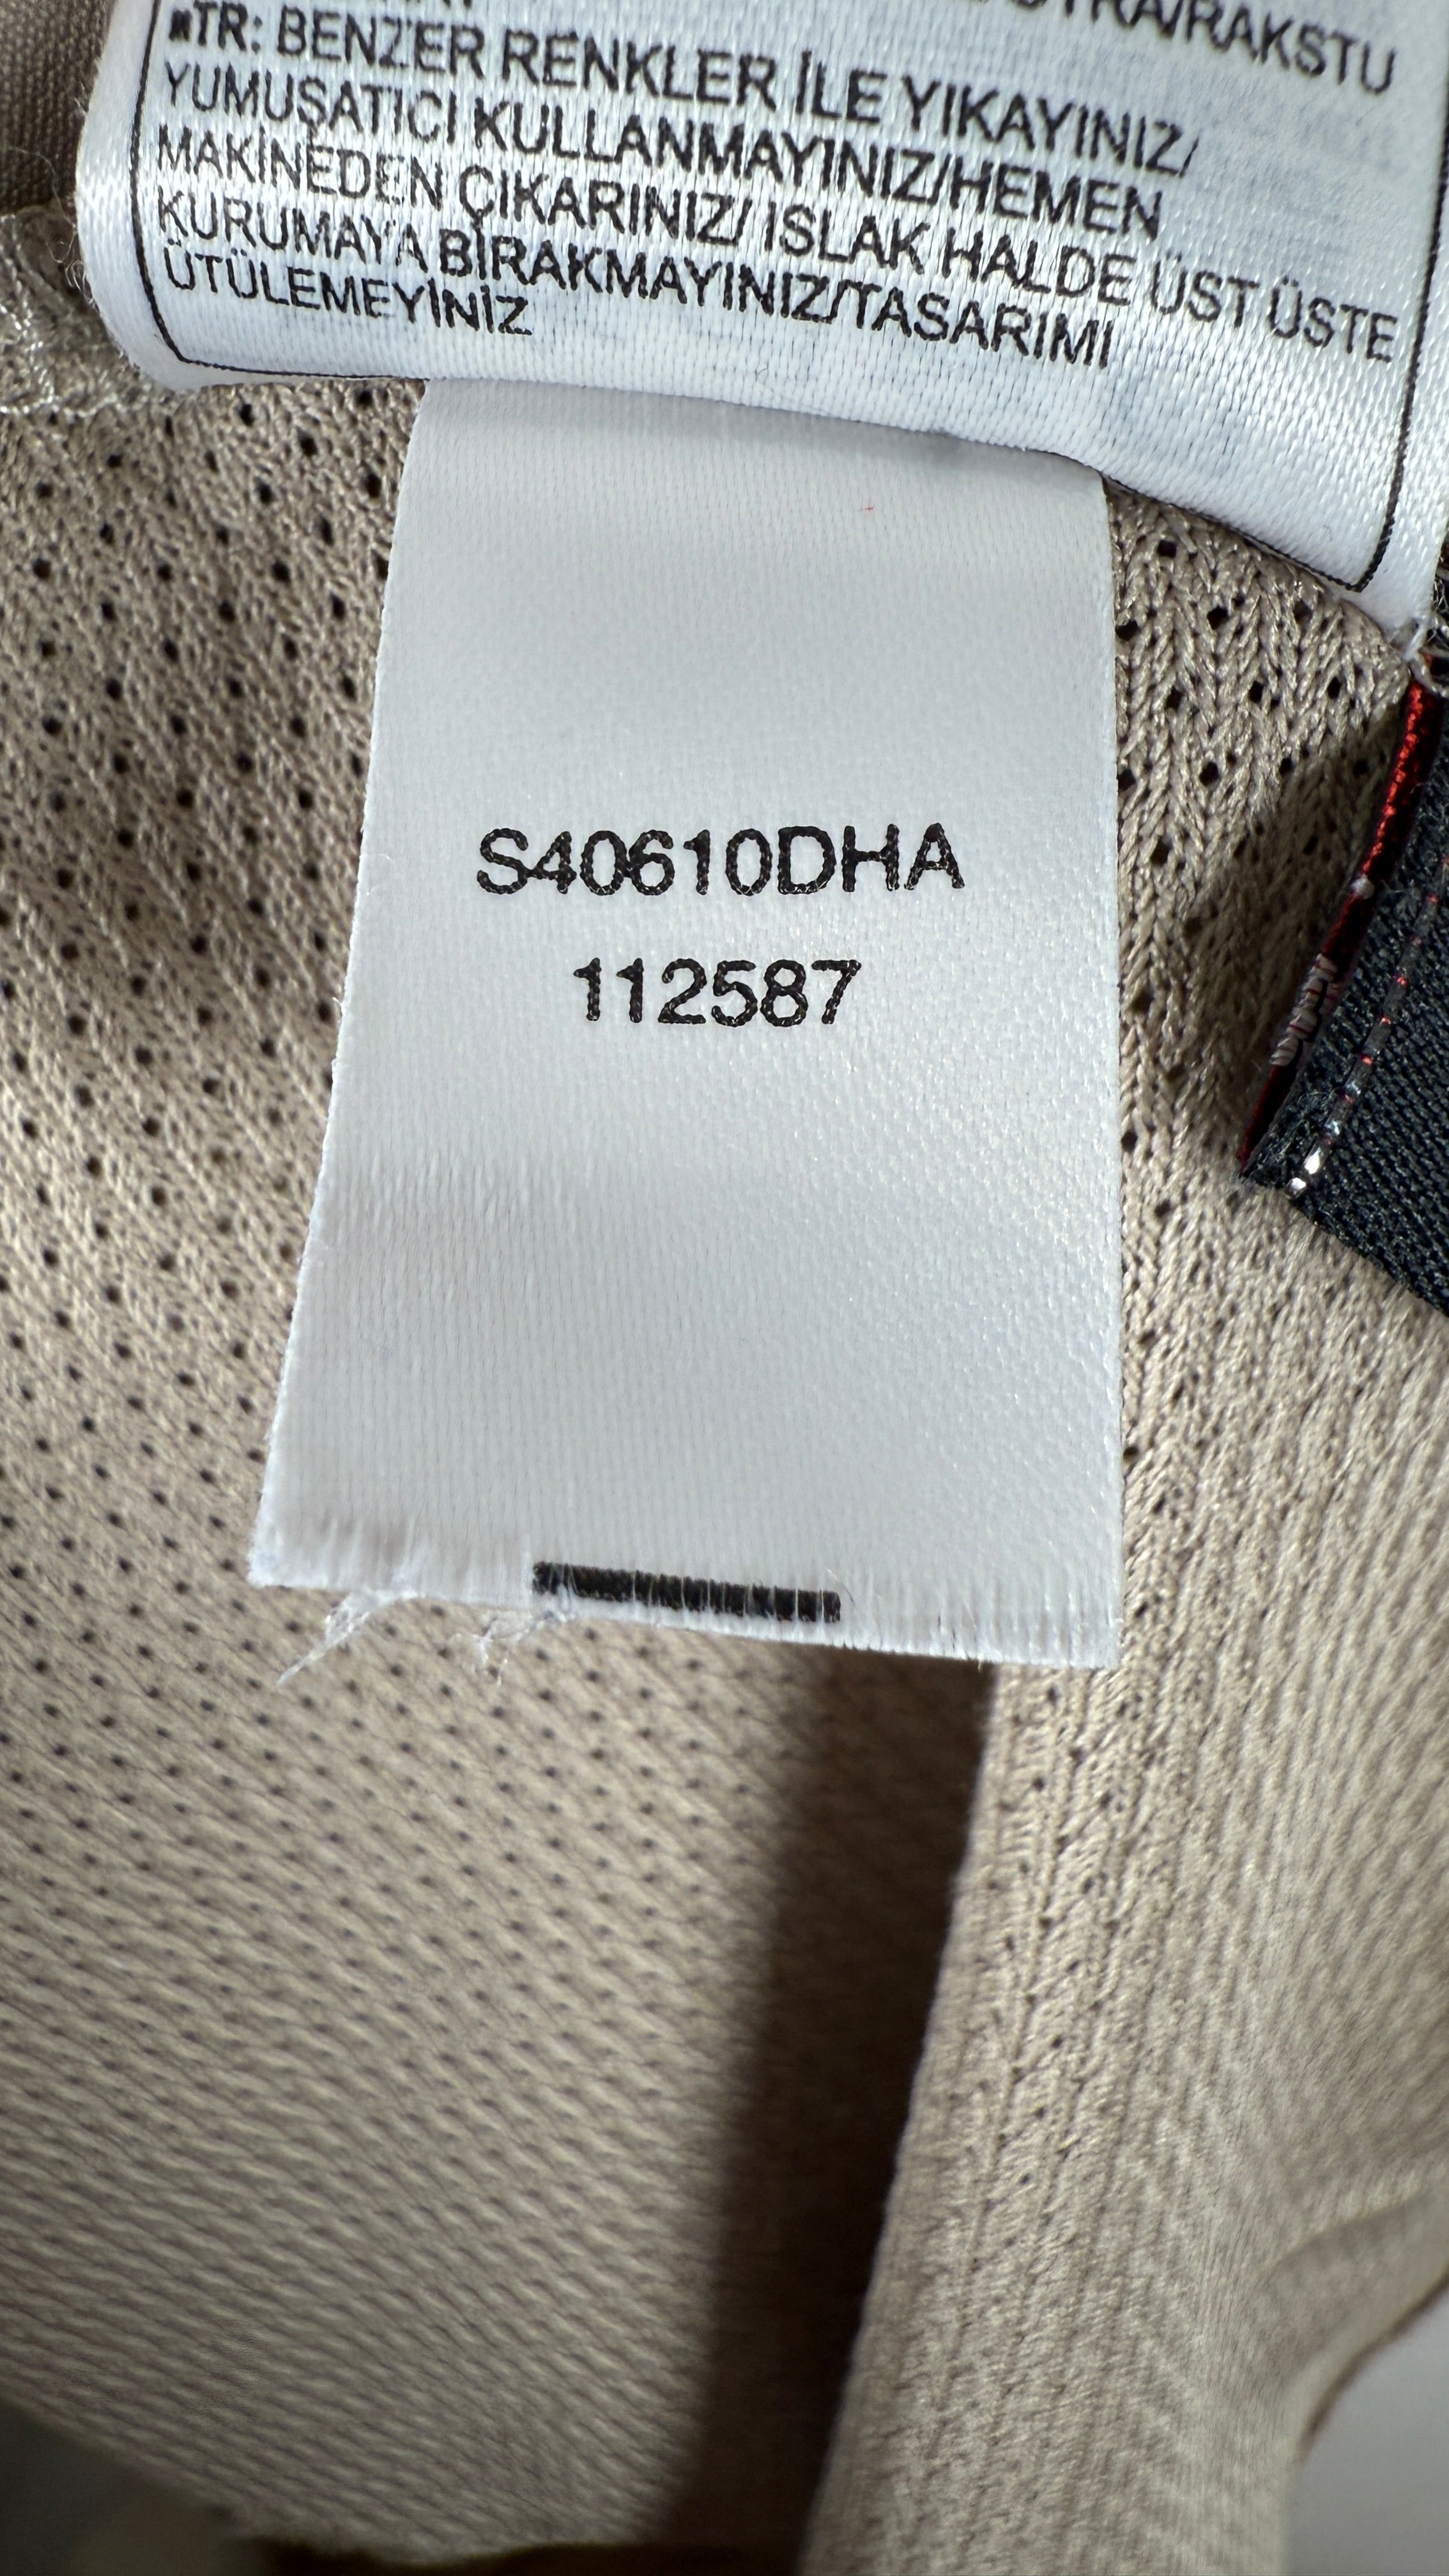 ■TR: BENZER RENKLER İLE YIKAYINIZ/
YUMUŞATICI KULLANMAYINIZ/HEMEN
MAKİNEDEN ÇIKARINIZ/ ISLAK HALDE ÜST ÜSTE
KURUMAYA BIRAKMAYINIZ/TASARIMI
ÜTÜLEMEYİNİZ
S40610DHA
112587